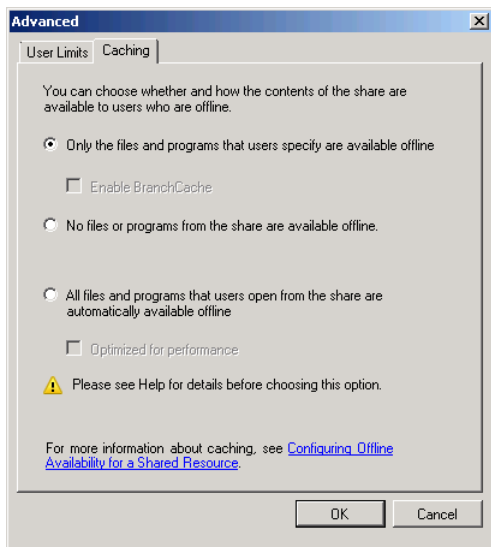 Advanced
User Limits Caching
You can choose whether and how the contents of the share are
available to users who are offline.
Only the files and programs that users specify are available offline
Enable BranchCache
No files or programs from the share are available offline.
All files and programs that users open from the share are
automatically available offline
Optimized for performance
Please see Help for details before choosing this option.
For more information about caching, see Configuring Offline
Availability for a Shared Resource.
OK Cancel